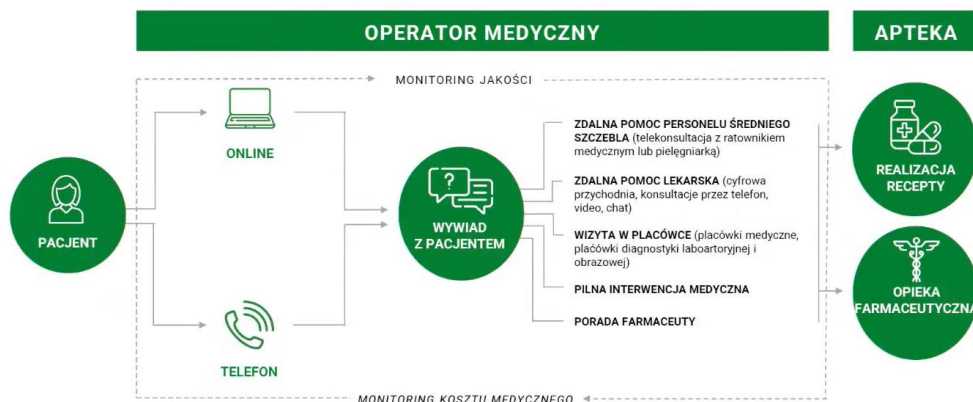 OPERATOR MEDYCZNY
APTEKA
MONITORING JAKOŚCI
ONLINE
PACJENT
TELEFON
?
WYWIAD
Z PACJENTEM
ZDALNA POMOC PERSONELU ŚREDNIEGO
SZCZEBLA (telekonsultacja z ratownikiem
medycznym lub pielęgniarką)
ZDALNA POMOC LEKARSKA (cyfrowa
przychodnia, konsultacje przez telefon,
video, chat)
WIZYTA W PLACÓWCE (placówki medyczne,
plaćówki diagnostyki laboartoryjnej i
obrazowej)
PILNA INTERWENCJA MEDYCZNA
PORADA FARMACEUTY
REALIZACJA
RECEPTY
OPIEKA
FARMACEUTYCZNA
MONITORING KOSZTU MEDYCZNEGO